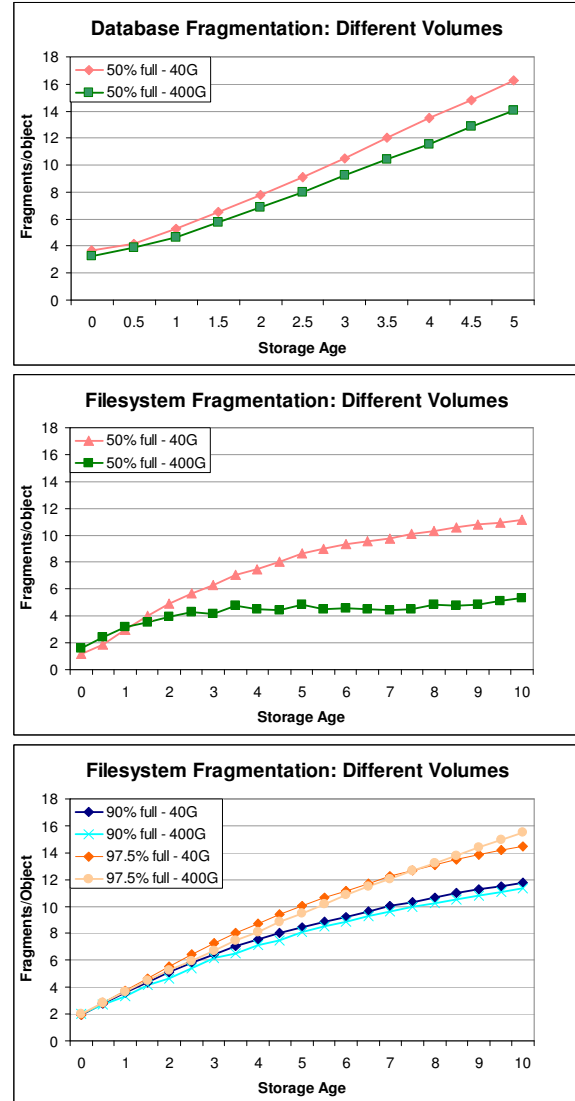 Database Fragmentation: Different Volumes
50% full - 40G
50% full - 400G
Fragments/object
18
16
14
12
10
8
6
4
2
0
0 0.5 1 1.5 2 2.5 3 3.5 4 4.5 5
Storage Age
Filesystem Fragmentation: Different Volumes
50% full - 40G
50% full - 400G
Fragments/object
18
16
14
12
10
8
6
4
2
0
0 1 2 3 4 5 6 7 8 9 10
Storage Age
Filesystem Fragmentation: Different Volumes
90% full - 40G
90% full - 400G
97.5% full - 40G
97.5% full - 400G
Fragments/Object
18
16
14
12
10
8
6
4
2
0
0 1 2 3 4 5 6 7 8 9 10
Storage Age